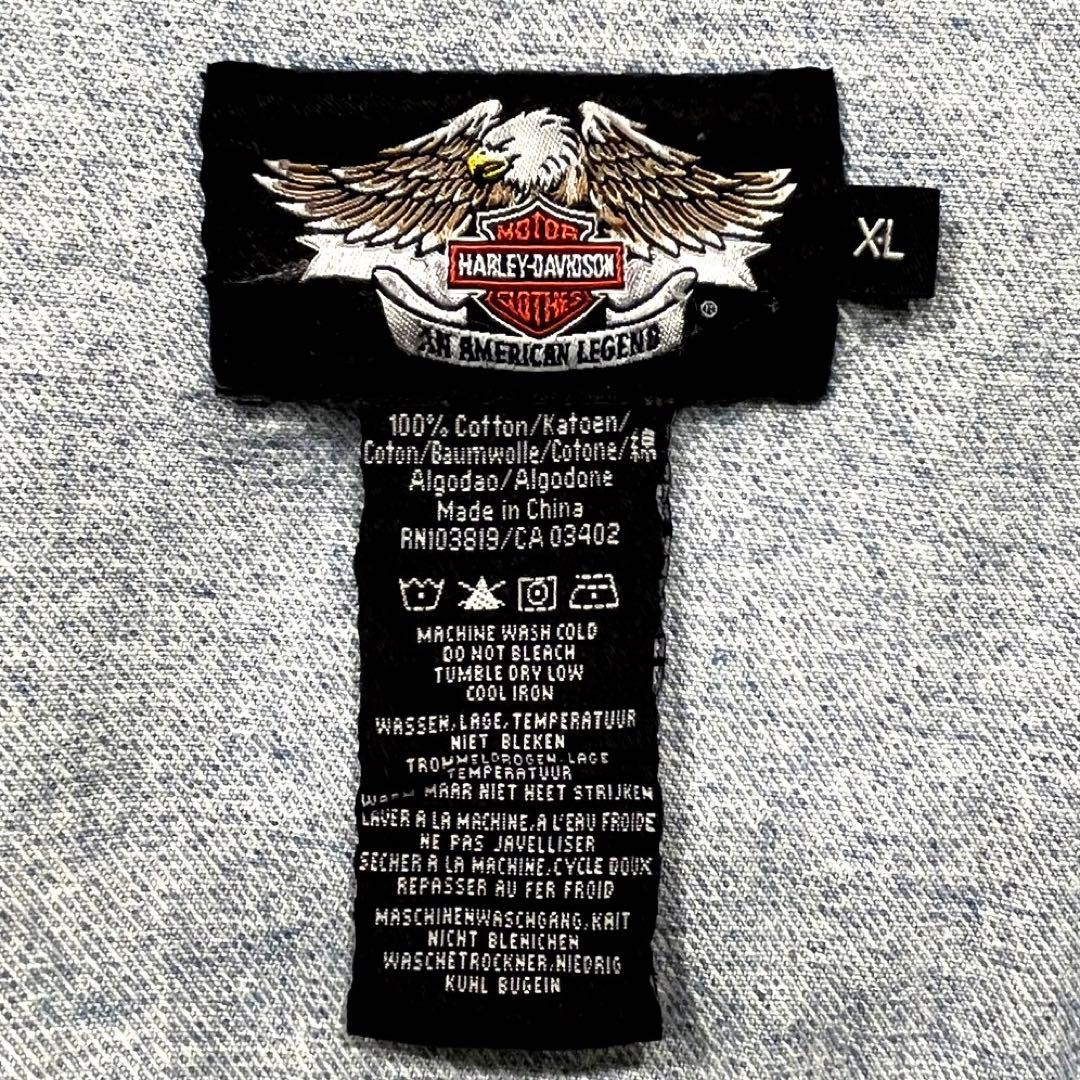 MOTOR
HARLEY-DAVIDSON
CLOTHES
AN AMERICAN LEGEND
®
XL
100% Cotton/Katoen/
Coton/Baumwolle/Cotone/綿
Algodao/Algodone
Made in China
RN103819/CA 03402
MACHINE WASH COLD
DO NOT BLEACH
TUMBLE DRY LOW
COOL IRON
WASSEN, LAGE, TEMPERATUUR
NIET BLEKEN
TROMMELDROGEN, LAGE
TEMPERATUUR
MAAR NIET HEET STRIJKEN
LAVER A LA MACHINE, A L'EAU FROIDE
NE PAS JAVELLISER
SECHER A LA MACHINE, CYCLE DOUX
REPASSER AU FER FROID
MASCHINENWASCHGANG, KAIT
NICHT BLENICHEN
WASCHETROCKNER, NIEDRIG
KUHL BUGEIN